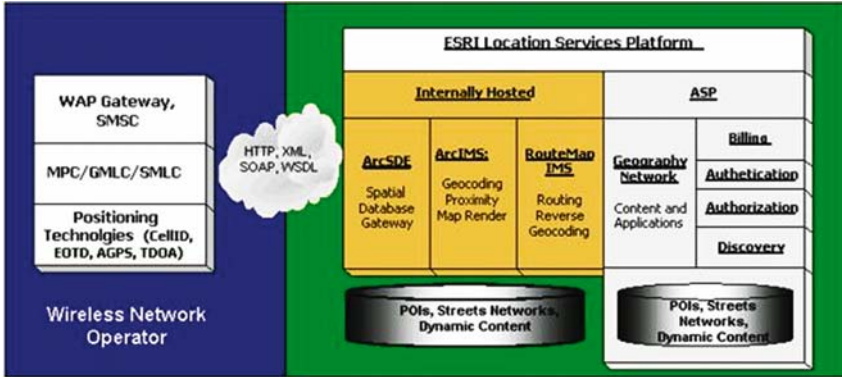 WAP Gateway,
SMSC
MPC/GMLC/SMLC
Positioning
Technolgies (CellID,
EOTD, AGPS, TDOA)
Wireless Network
Operator
HTTP, XML,
SOAP, WSDL
ESRI Location Services Platform
Internally Hosted
ASP
ArcSDE
Spatial
Database
Gateway
ArcIMS:
Geocoding
Proximity
Map Render
RouteMap
IMS
Routing
Reverse
Geocoding
Geography
Network
Content and
Applications
Billing
Authetication
Authorization
Discovery
POIs, Streets Networks,
Dynamic Content
POIs, Streets
Networks,
Dynamic Content